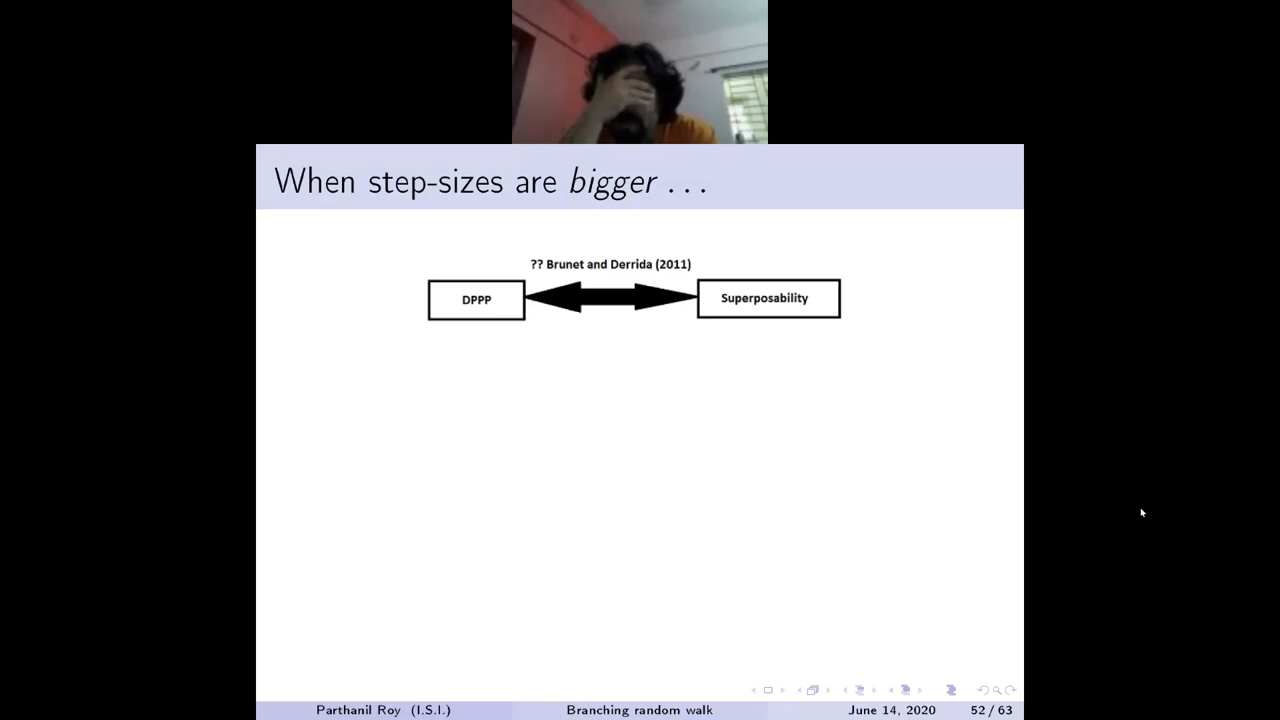 When step-sizes are bigger . . .
?? Brunet and Derrida (2011)
DPPP
Superposability
Parthanil Roy (I.S.I.)
Branching random walk
June 14, 2020
52 / 63